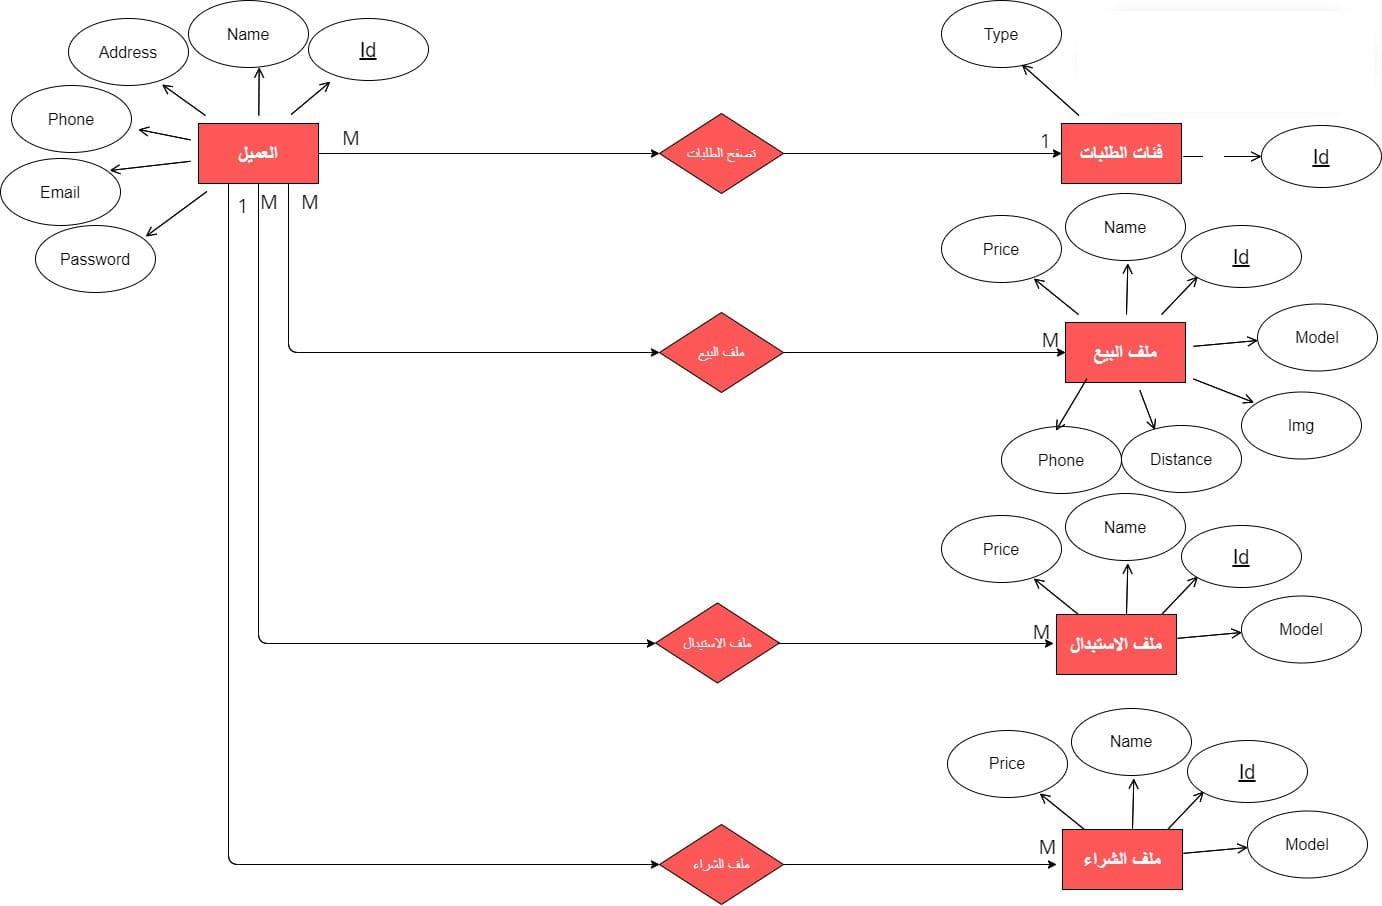 Address
Name
Id
Phone
Email
Password
العميل
M
تصفح الطلبات
1
فئات الطلبات
Type
Id
1
M
M
ملف البيع
M
ملف البيع
Price
Name
Id
Model
Img
Distance
Phone
ملف الاستبدال
M
ملف الاستبدال
Price
Name
Id
Model
ملف الشراء
M
ملف الشراء
Price
Name
Id
Model